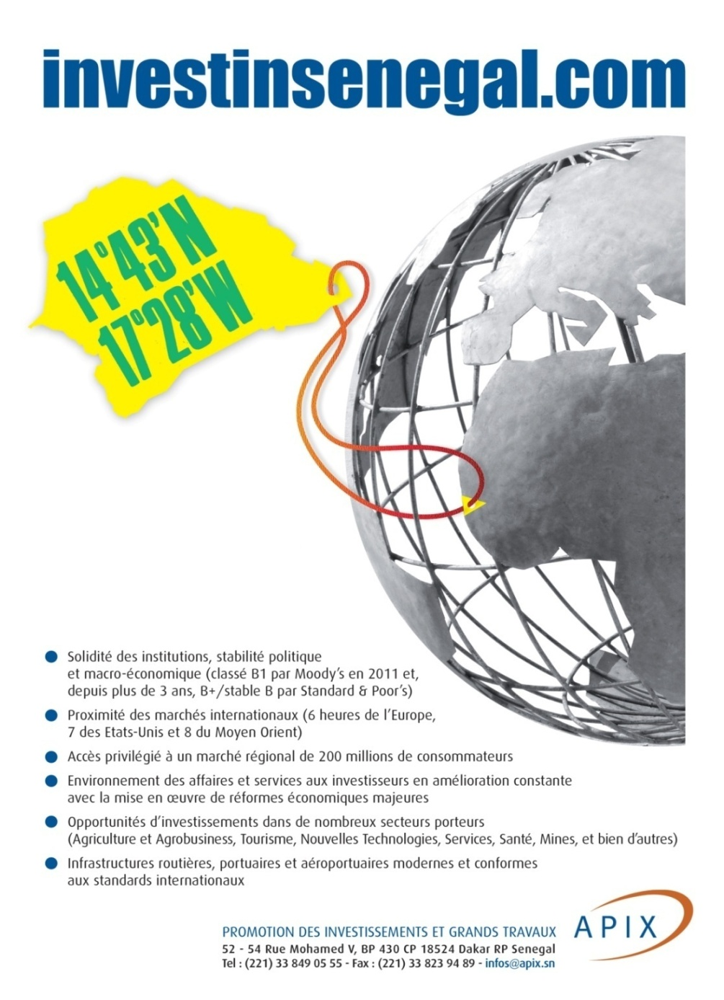 investinsenegal.com
14°43’N
17°28’W
Solidité des institutions, stabilité politique
et macro-économique (classé B1 par Moody’s en 2011 et,
depuis plus de 3 ans, B+/stable B par Standard & Poor’s)
Proximité des marchés internationaux (6 heures de l’Europe,
7 des Etats-Unis et 8 du Moyen Orient)
Accès privilégié à un marché régional de 200 millions de consommateurs
Environnement des affaires et services aux investisseurs en amélioration constante
avec la mise en œuvre de réformes économiques majeures
Opportunités d’investissements dans de nombreux secteurs porteurs
(Agriculture et Agrobusiness, Tourisme, Nouvelles Technologies, Services, Santé, Mines, et bien d’autres)
Infrastructures routières, portuaires et aéroportuaires modernes et conformes
aux standards internationaux
PROMOTION DES INVESTISSEMENTS ET GRANDS TRAVAUX
52 - 54 Rue Mohamed V, BP 430 CP 18524 Dakar RP Senegal
Tel : (221) 33 849 05 55 - Fax : (221) 33 823 94 89 - infos@apix.sn
APIX